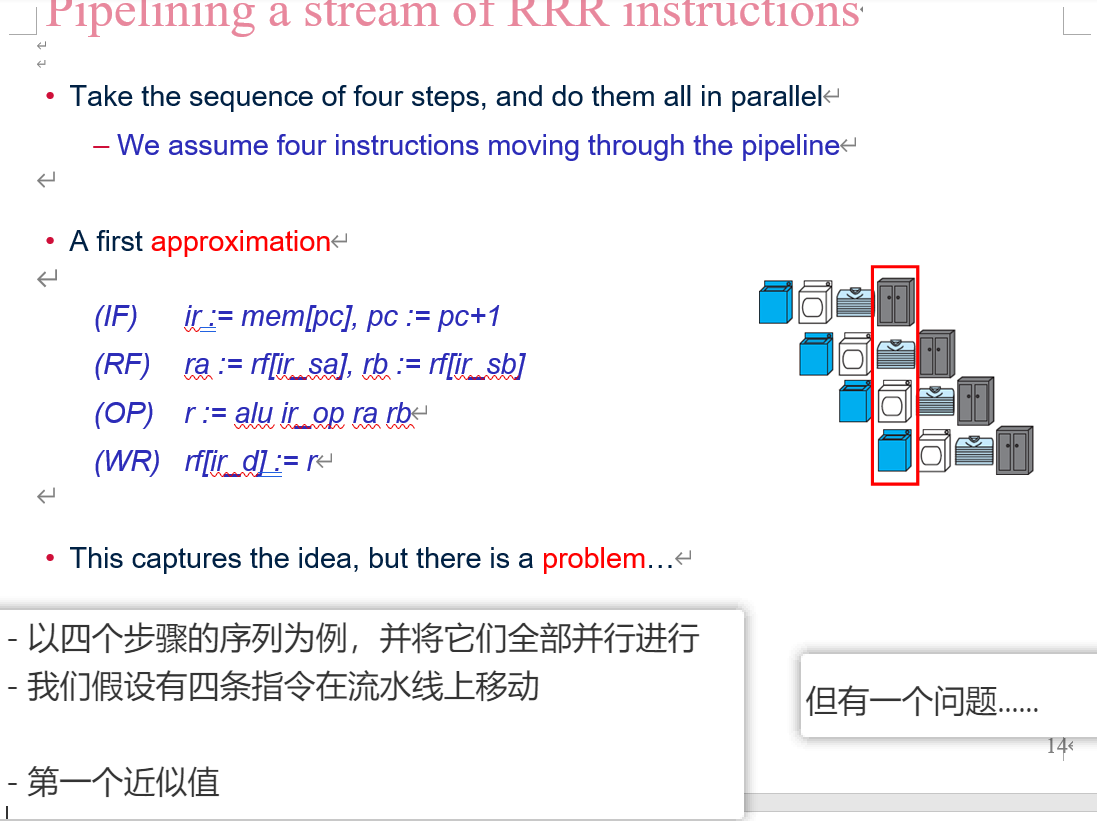 Pipelining a stream of RRR instructions
• Take the sequence of four steps, and do them all in parallel
– We assume four instructions moving through the pipeline
• A first approximation
(IF) ir := mem[pc], pc := pc+1
(RF) ra := rf[ir_sa], rb := rf[ir_sb]
(OP) r := alu ir_op ra rb
(WR) rf[ir_d] := r
• This captures the idea, but there is a problem…
- 以四个步骤的序列为例，并将它们全部并行进行
- 我们假设有四条指令在流水线上移动
- 第一个近似值
但有一个问题......
14